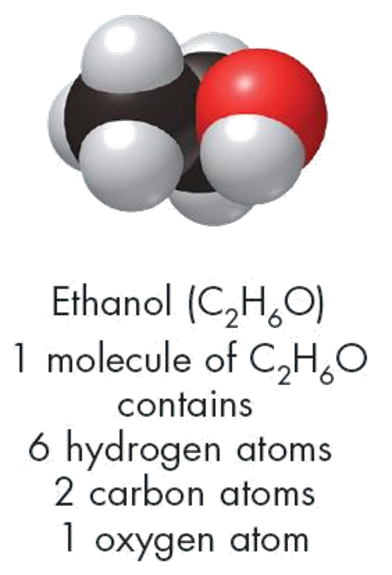 Ethanol (C₂H₆O)
1 molecule of C₂H₆O
contains
6 hydrogen atoms
2 carbon atoms
1 oxygen atom